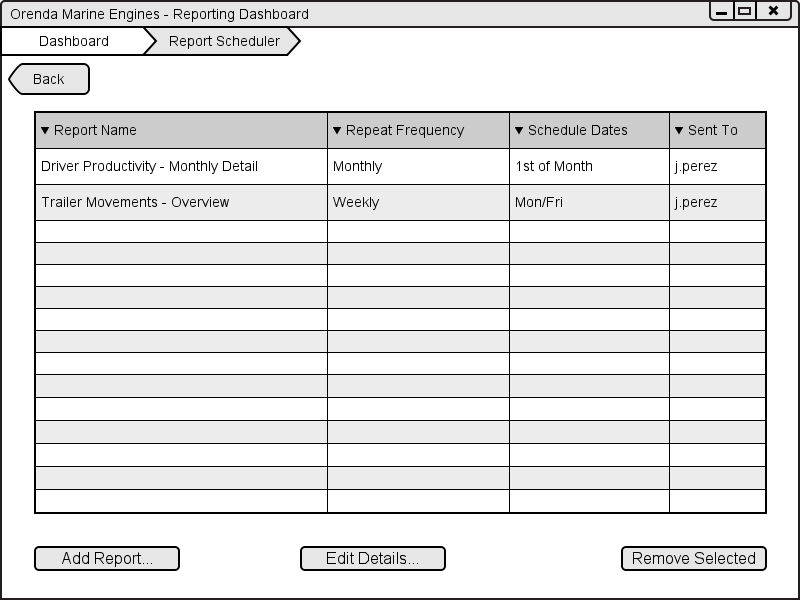 Orenda Marine Engines - Reporting Dashboard
Dashboard Report Scheduler
Back
Report Name Repeat Frequency Schedule Dates Sent To
Driver Productivity - Monthly Detail Monthly 1st of Month j.perez
Trailer Movements - Overview Weekly Mon/Fri j.perez
Add Report... Edit Details... Remove Selected